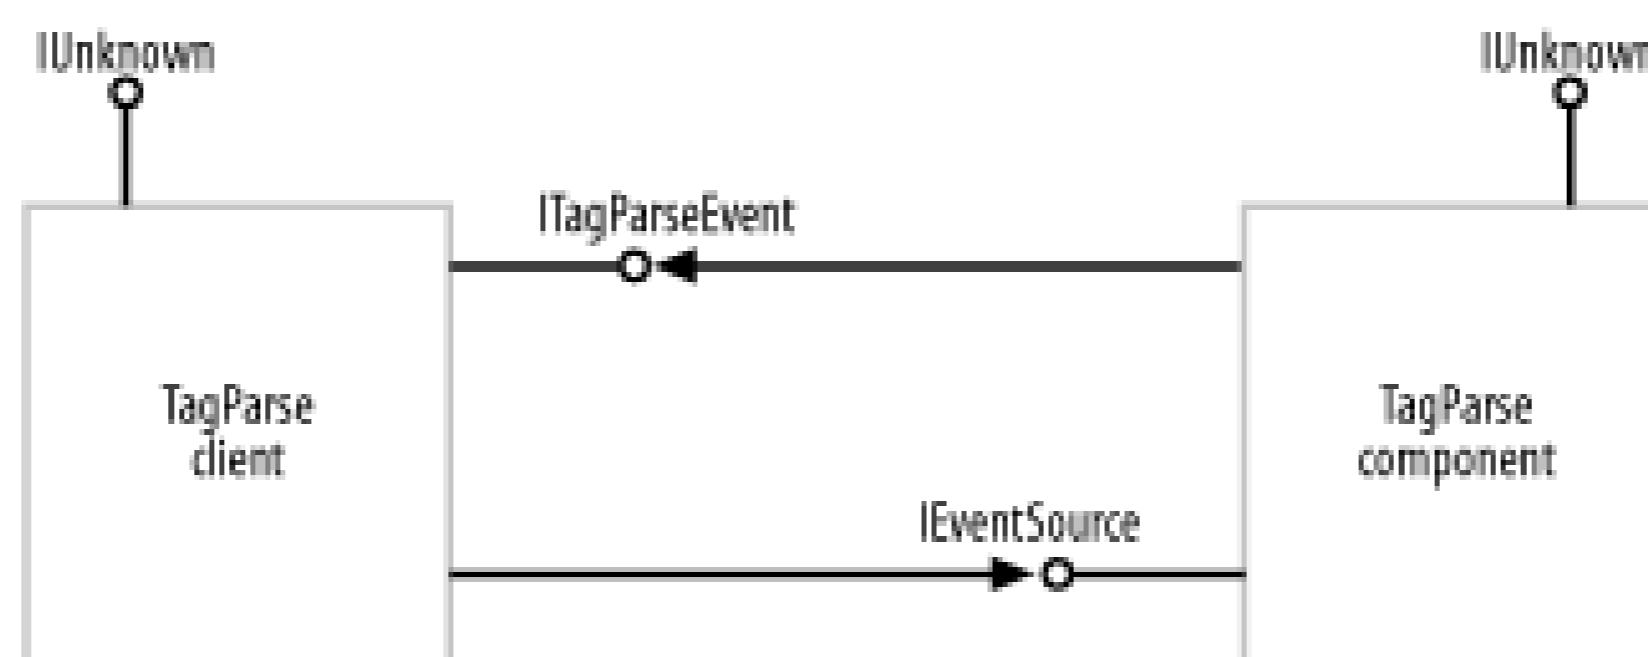 IUnknown
IUnknown
ITagParseEvent
TagParse
client
TagParse
component
IEventSource